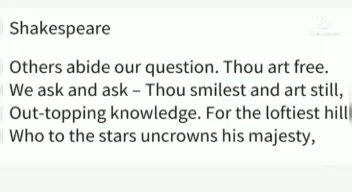 Shakespeare
Others abide our question. Thou art free.
We ask and ask – Thou smilest and art still,
Out-topping knowledge. For the loftiest hill
Who to the stars uncrowns his majesty,